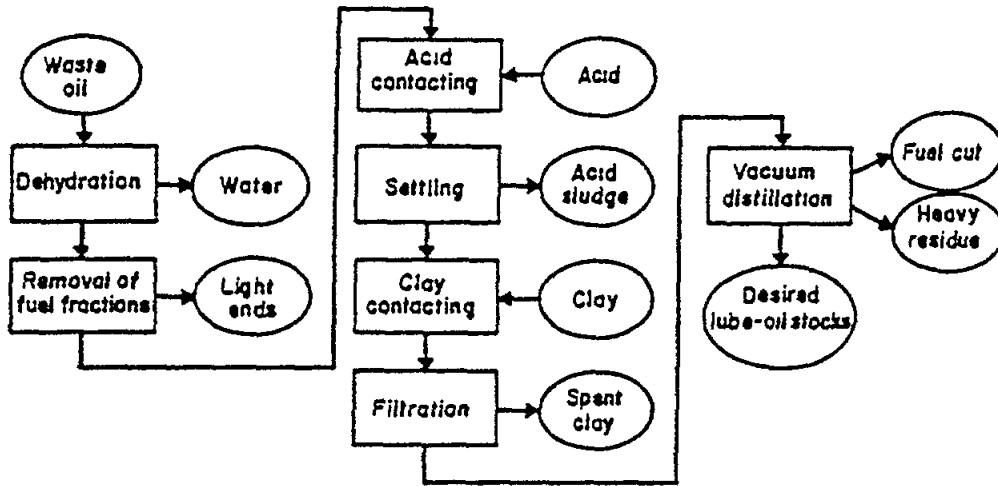 Waste
oil
Dehydration
Water
Removal of
fuel fractions
Light
ends
Acid
contacting
Acid
Settling
Acid
sludge
Clay
contacting
Clay
Filtration
Spent
clay
Vacuum
distillation
Fuel cut
Heavy
residue
Desired
lube-oil stocks